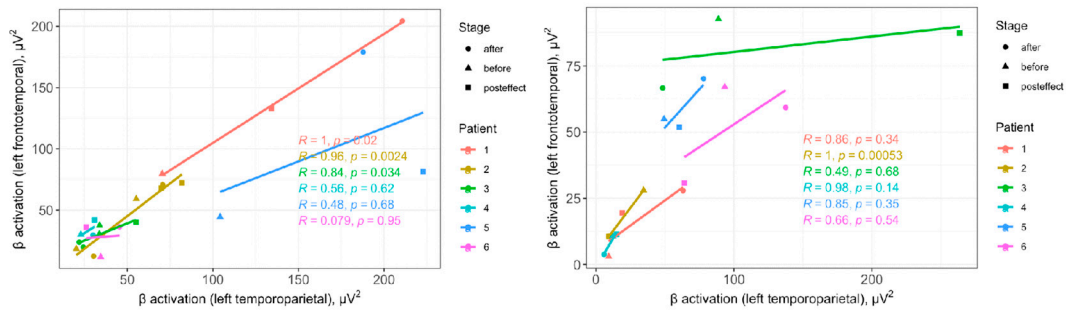 β activation (left frontotemporal), μV²
200
150
100
50
50
100
150
200
β activation (left temporoparietal), μV²
R = 1, p = 0.02
R = 0.96, p = 0.0024
R = 0.84, p = 0.034
R = 0.56, p = 0.62
R = 0.48, p = 0.68
R = 0.079, p = 0.95
Stage
after
before
posteffect
Patient
1
2
3
4
5
6
β activation (left frontotemporal), μV²
75
50
25
0
0
100
200
β activation (left temporoparietal), μV²
R = 0.86, p = 0.34
R = 1, p = 0.00053
R = 0.49, p = 0.68
R = 0.98, p = 0.14
R = 0.85, p = 0.35
R = 0.66, p = 0.54
Stage
after
before
posteffect
Patient
1
2
3
4
5
6